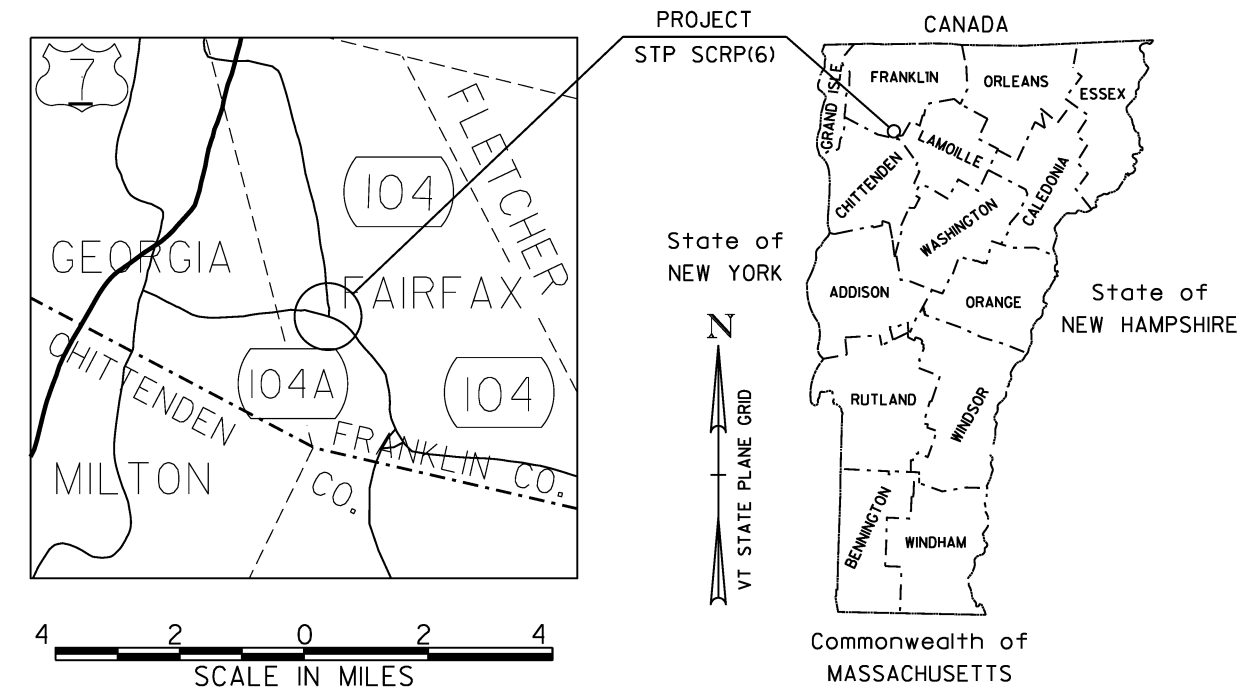 PROJECT
STP SCRP(6)
CANADA
7
FLETCHER
104
GEORGIA
FAIRFAX
104A
104
CHITTENDEN
CO.
FRANKLIN CO.
MILTON
4 2 0 2 4
SCALE IN MILES
State of
NEW YORK
N
VT STATE PLANE GRID
GRAND ISLE
FRANKLIN
ORLEANS
ESSEX
LAMOILLE
CHITTENDEN
CALEDONIA
WASHINGTON
ADDISON
ORANGE
RUTLAND
WINDSOR
BENNINGTON
WINDHAM
State of
NEW HAMPSHIRE
Commonwealth of
MASSACHUSETTS